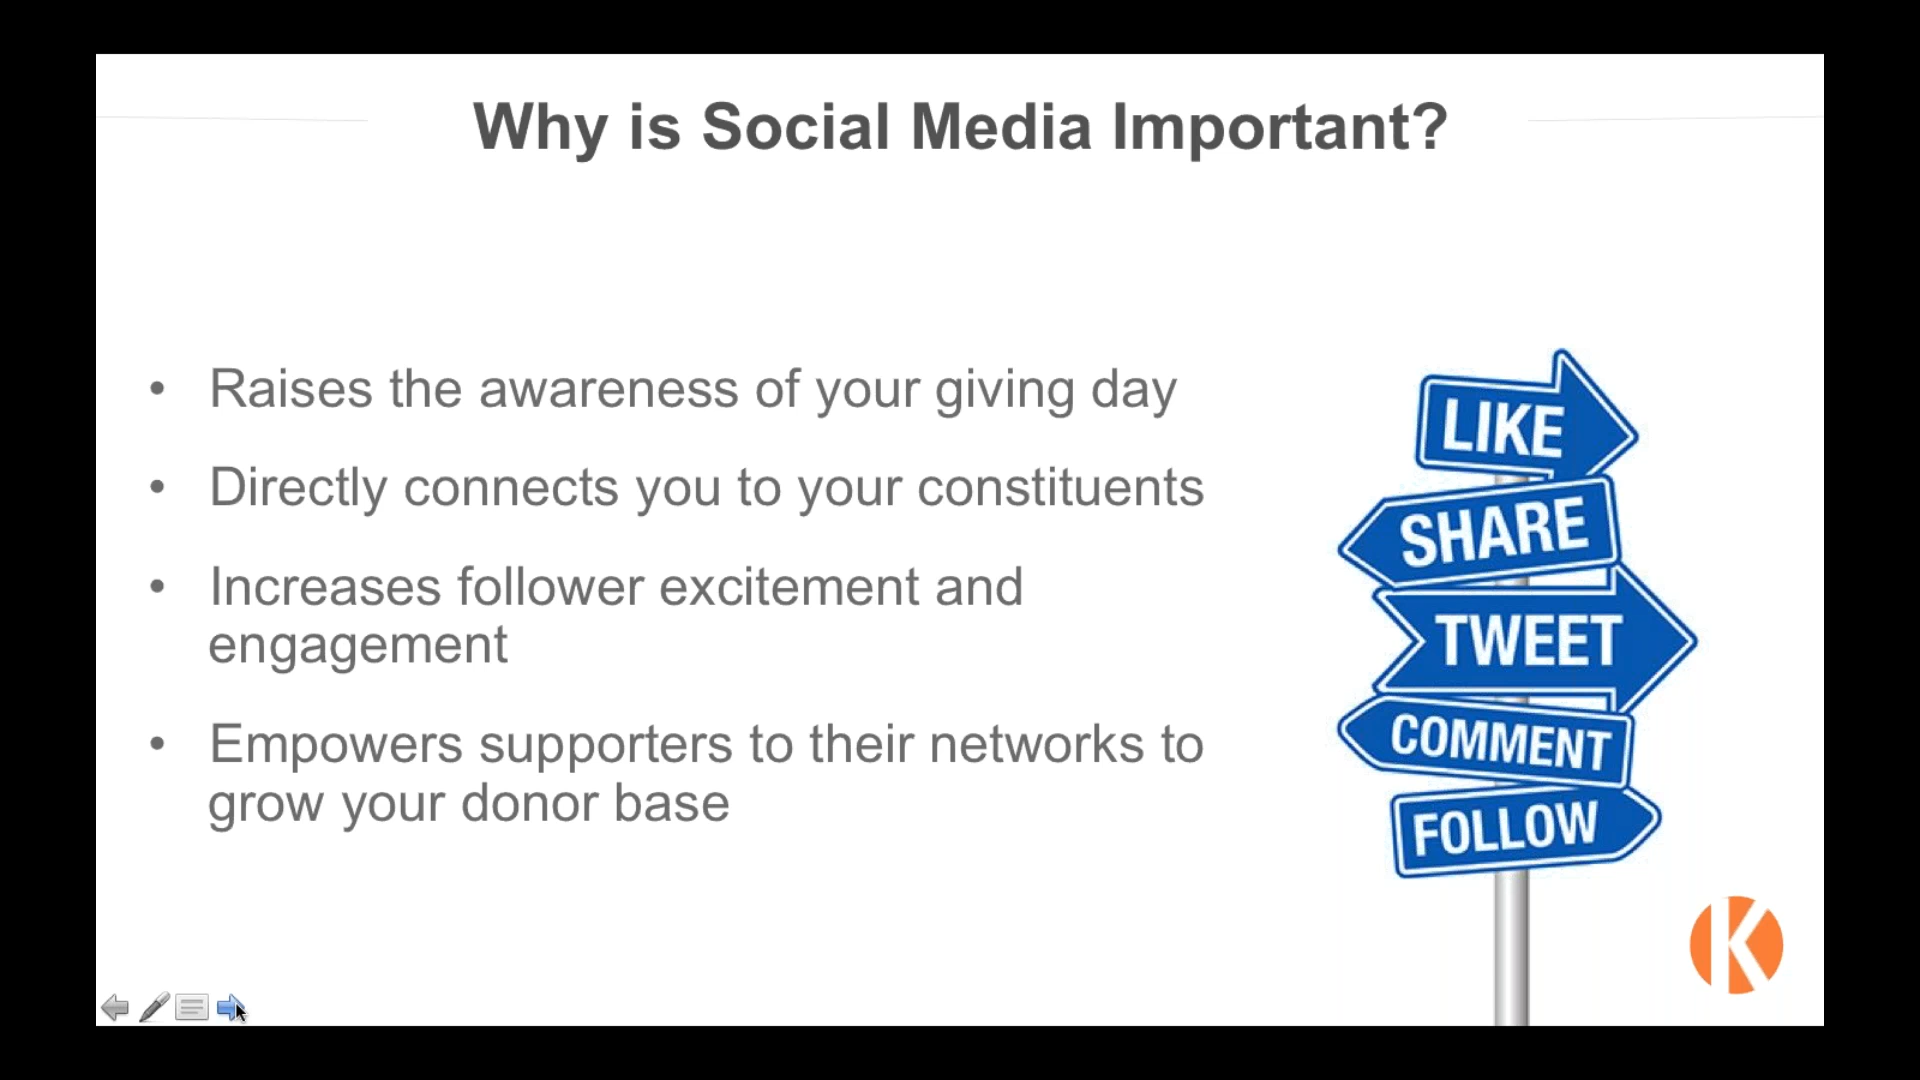 Why is Social Media Important?
• Raises the awareness of your giving day
• Directly connects you to your constituents
• Increases follower excitement and
engagement
• Empowers supporters to their networks to
grow your donor base
LIKE
SHARE
TWEET
COMMENT
FOLLOW
K